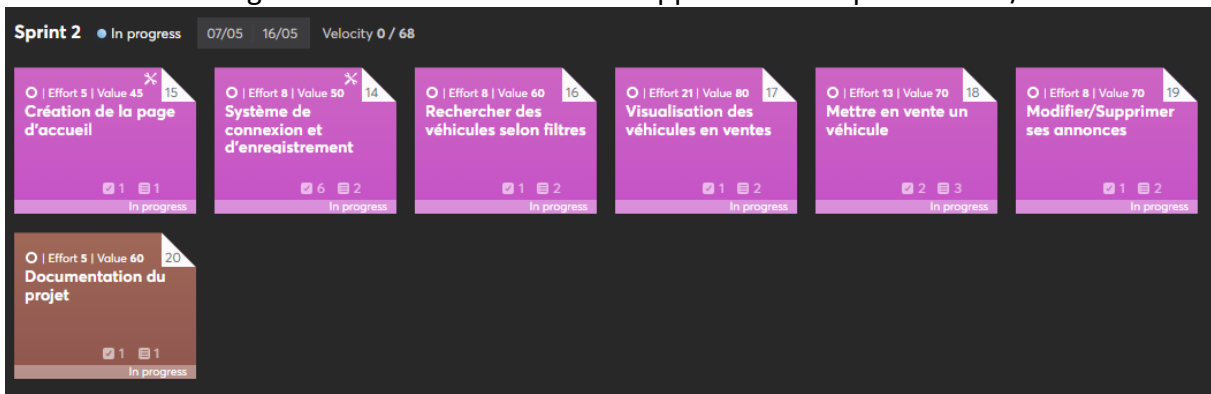 Sprint 2 In progress 07/05 16/05 Velocity 0 / 68
| Effort 5 | Value 45 15
Création de la page
d'accueil
1 1
In progress
| Effort 8 | Value 50 14
Système de
connexion et
d'enregistrement
6 2
In progress
| Effort 8 | Value 60 16
Rechercher des
véhicules selon filtres
1 2
In progress
| Effort 21 | Value 80 17
Visualisation des
véhicules en ventes
1 2
In progress
| Effort 13 | Value 70 18
Mettre en vente un
véhicule
2 3
In progress
| Effort 8 | Value 70 19
Modifier/Supprimer
ses annonces
1 2
In progress
| Effort 5 | Value 60 20
Documentation du
projet
1 1
In progress